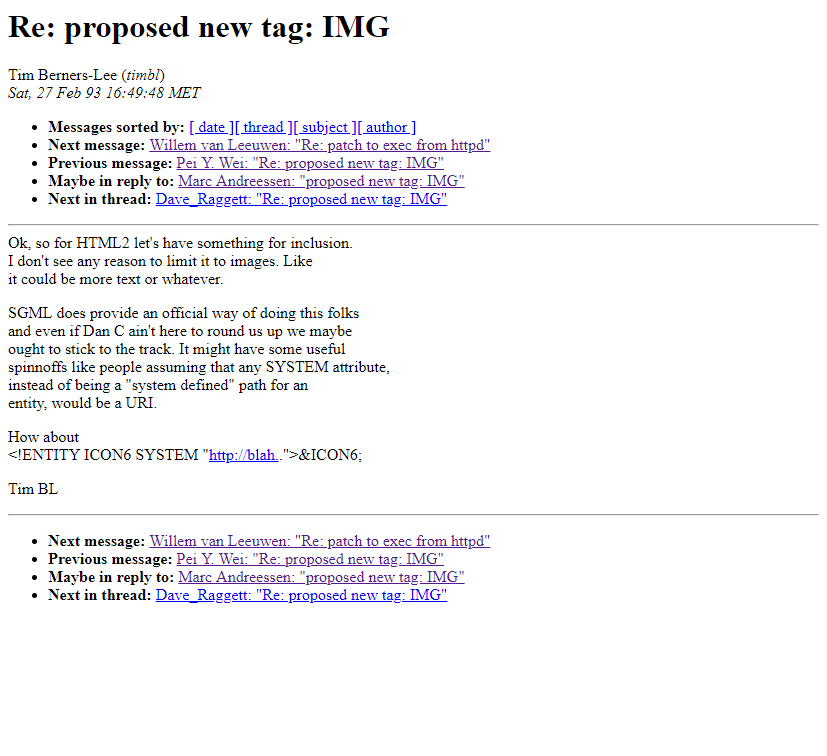 Re: proposed new tag: IMG
Tim Berners-Lee (timbl)
Sat, 27 Feb 93 16:49:48 MET
• Messages sorted by: [ date ][ thread ][ subject ][ author ]
• Next message: Willem van Leeuwen: "Re: patch to exec from httpd"
• Previous message: Pei Y. Wei: "Re: proposed new tag: IMG"
• Maybe in reply to: Marc Andreessen: "proposed new tag: IMG"
• Next in thread: Dave_Raggett: "Re: proposed new tag: IMG"
Ok, so for HTML2 let's have something for inclusion.
I don't see any reason to limit it to images. Like
it could be more text or whatever.
SGML does provide an official way of doing this folks
and even if Dan C ain't here to round us up we maybe
ought to stick to the track. It might have some useful
spinnoffs like people assuming that any SYSTEM attribute,
instead of being a "system defined" path for an
entity, would be a URI.
How about
<!ENTITY ICON6 SYSTEM "http://blah..">&ICON6;
Tim BL
• Next message: Willem van Leeuwen: "Re: patch to exec from httpd"
• Previous message: Pei Y. Wei: "Re: proposed new tag: IMG"
• Maybe in reply to: Marc Andreessen: "proposed new tag: IMG"
• Next in thread: Dave_Raggett: "Re: proposed new tag: IMG"